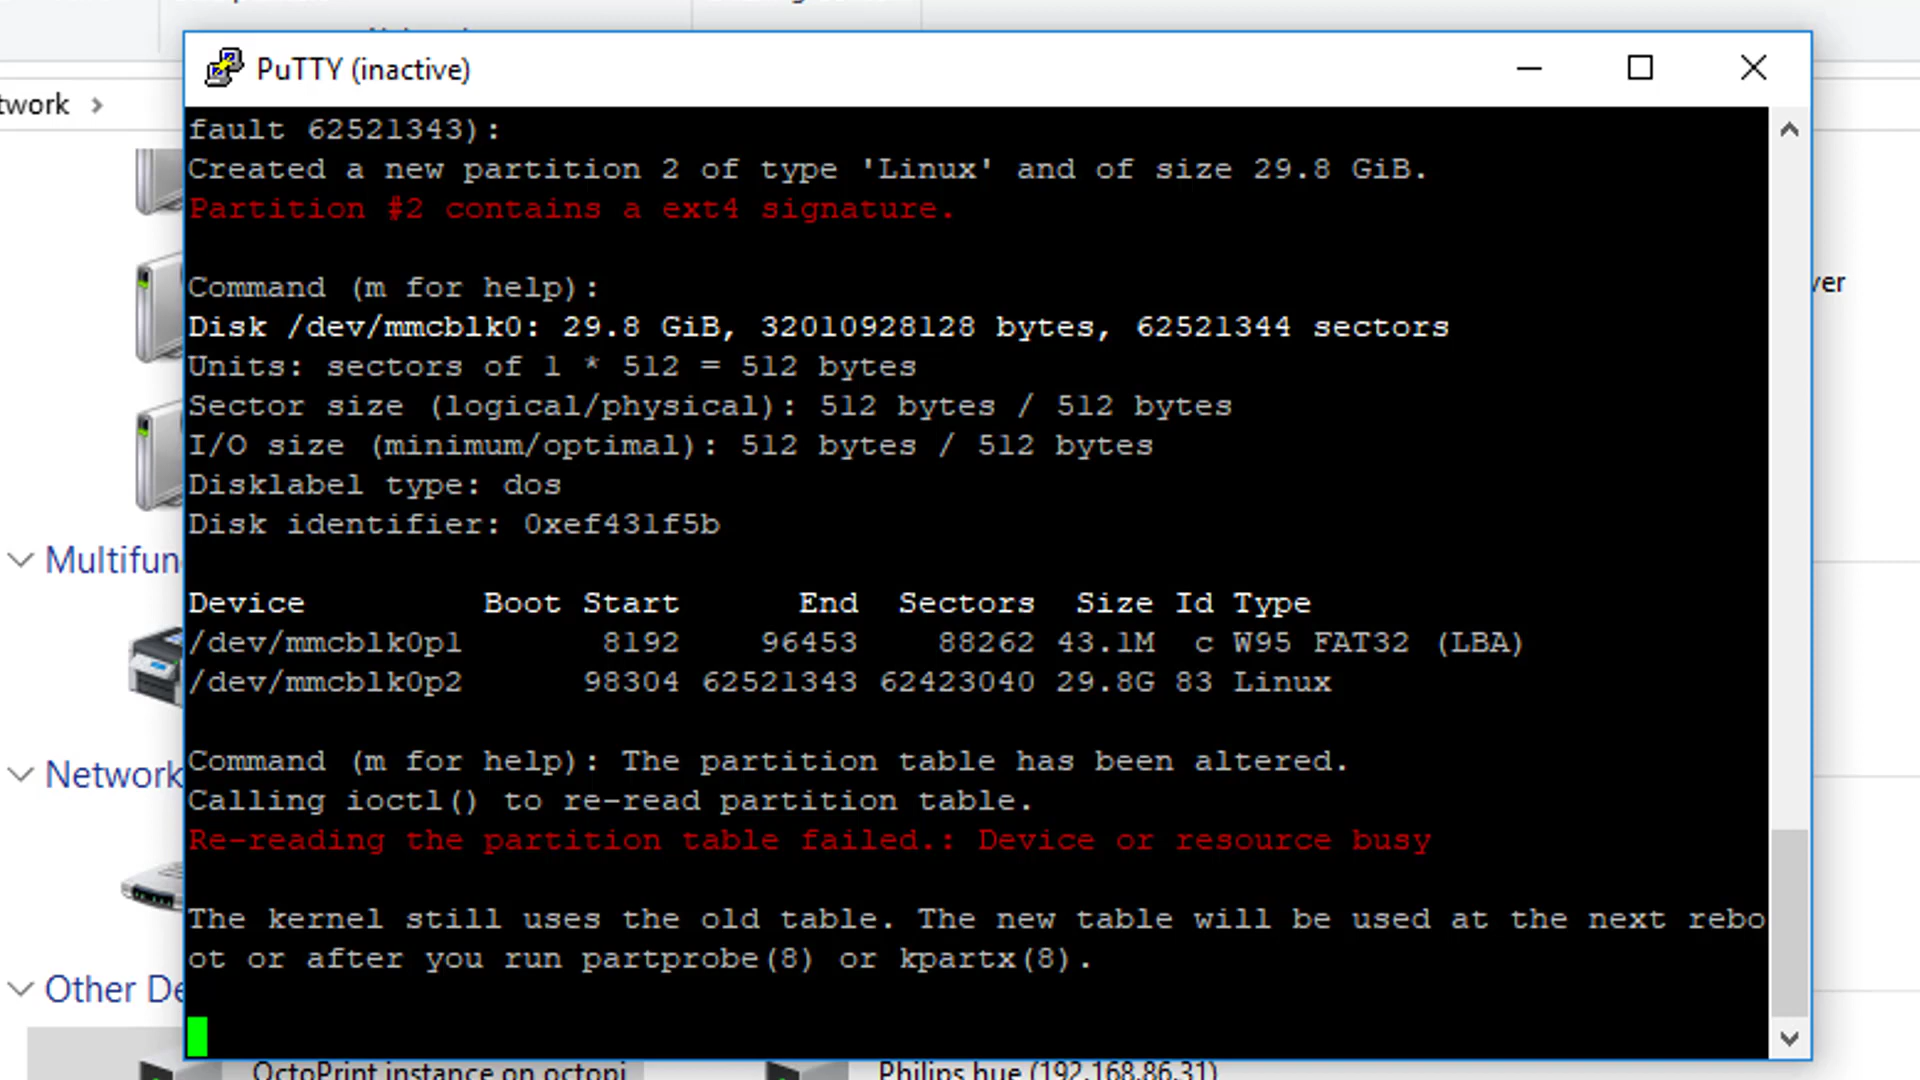 PuTTY (inactive)
twork
fault 62521343):
Created a new partition 2 of type 'Linux' and of size 29.8 GiB.
Partition #2 contains a ext4 signature.
Command (m for help):
Disk /dev/mmcblk0: 29.8 GiB, 32010928128 bytes, 62521344 sectors
Units: sectors of 1 * 512 = 512 bytes
Sector size (logical/physical): 512 bytes / 512 bytes
I/O size (minimum/optimal): 512 bytes / 512 bytes
Disklabel type: dos
Disk identifier: 0xef431f5b
Device Boot Start End Sectors Size Id Type
/dev/mmcblk0p1 8192 96453 88262 43.1M c W95 FAT32 (LBA)
/dev/mmcblk0p2 98304 62521343 62423040 29.8G 83 Linux
Command (m for help): The partition table has been altered.
Calling ioctl() to re-read partition table.
Re-reading the partition table failed.: Device or resource busy
The kernel still uses the old table. The new table will be used at the next rebo
ot or after you run partprobe(8) or kpartx(8).
ver
Multifun
Network
Other De
OctoPrint instance on octopi
Philips hue (192.168.86.31)